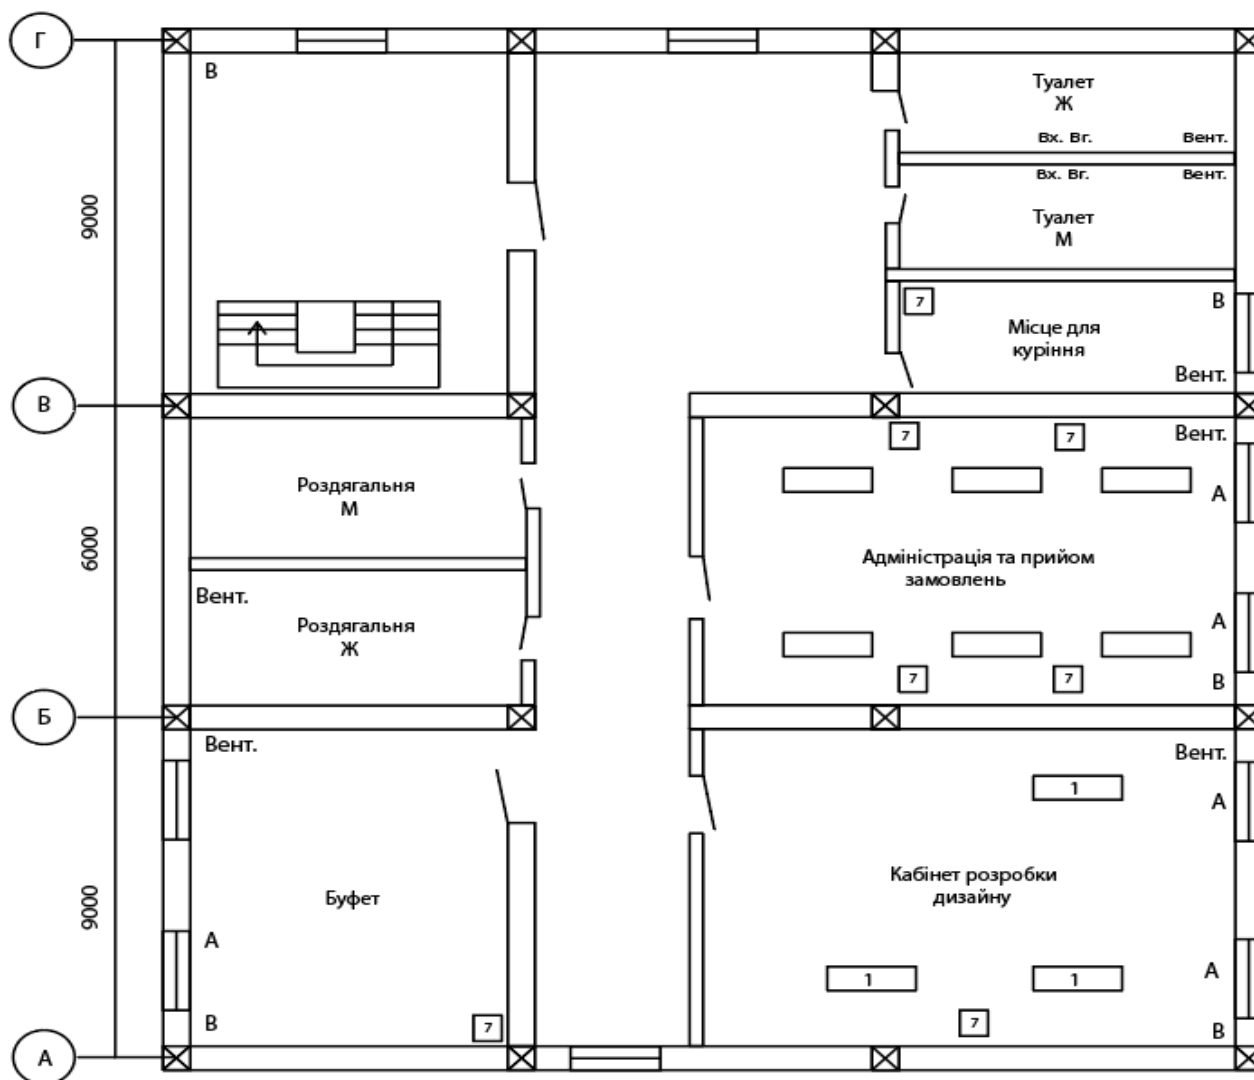 Г
В
Туалет
Ж
Вх. Вг. Вент.
9000
Вх. Вг. Вент.
Туалет
М
7
В
Місце для
куріння
Вент.
В
7
7
Вент.
Роздягальня
М
А
6000
Адміністрація та прийом
замовлень
Вент.
Роздягальня
Ж
А
7
7
В
Б
Вент.
Вент.
1
А
9000
Буфет
Кабінет розробки
дизайну
А
А
1
1
В
7
7
В
А